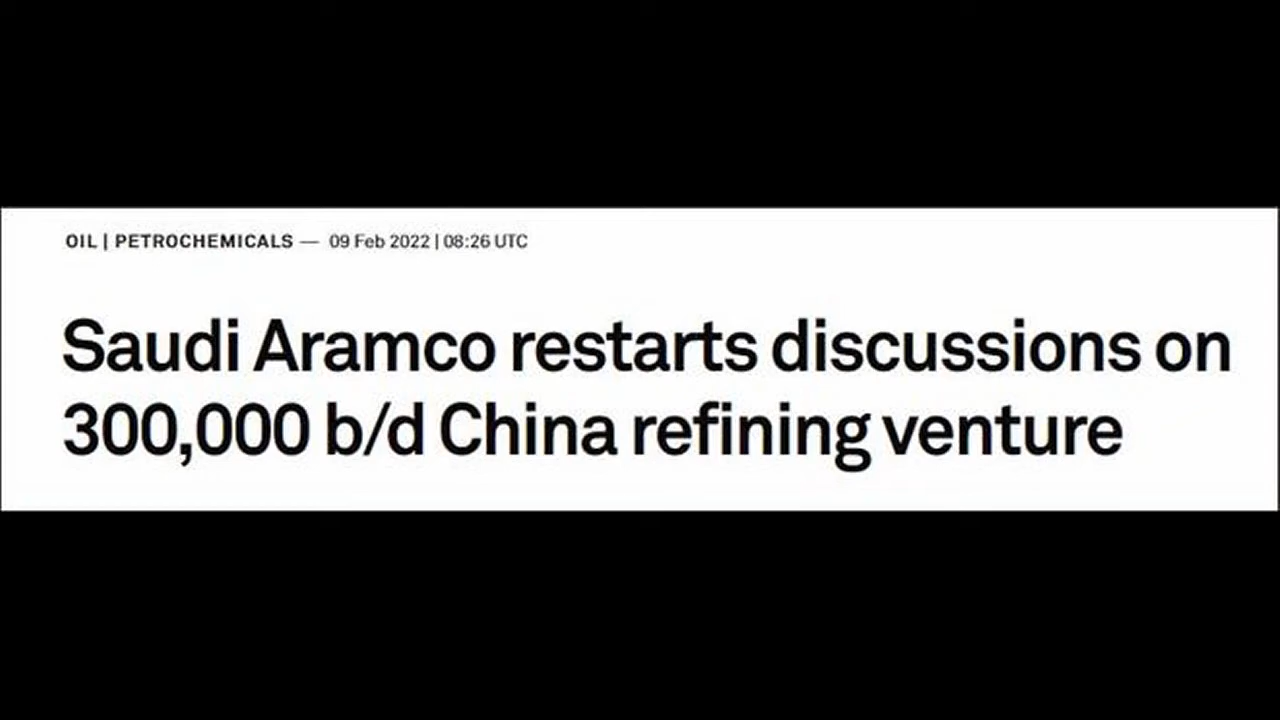 OIL | PETROCHEMICALS — 09 Feb 2022 | 08:26 UTC
Saudi Aramco restarts discussions on
300,000 b/d China refining venture